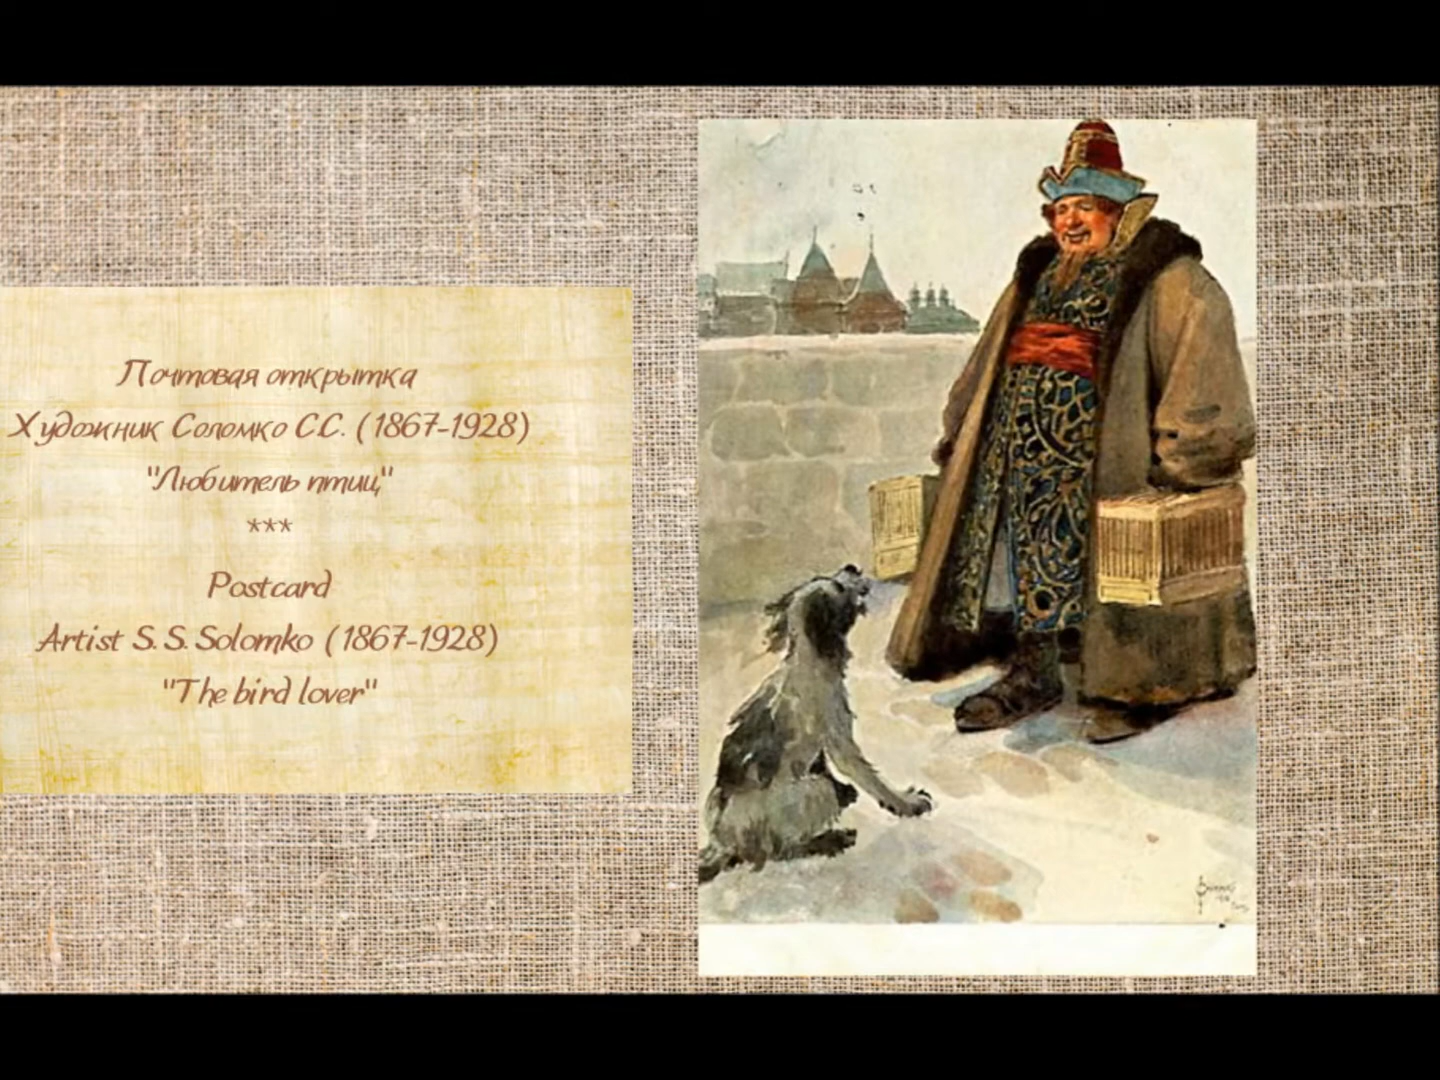 Почтовая открытка
Художник Соломко С.С. (1867-1928)
"Любитель птиц"
***
Postcard
Artist S. S. Solomko (1867-1928)
"The bird lover"